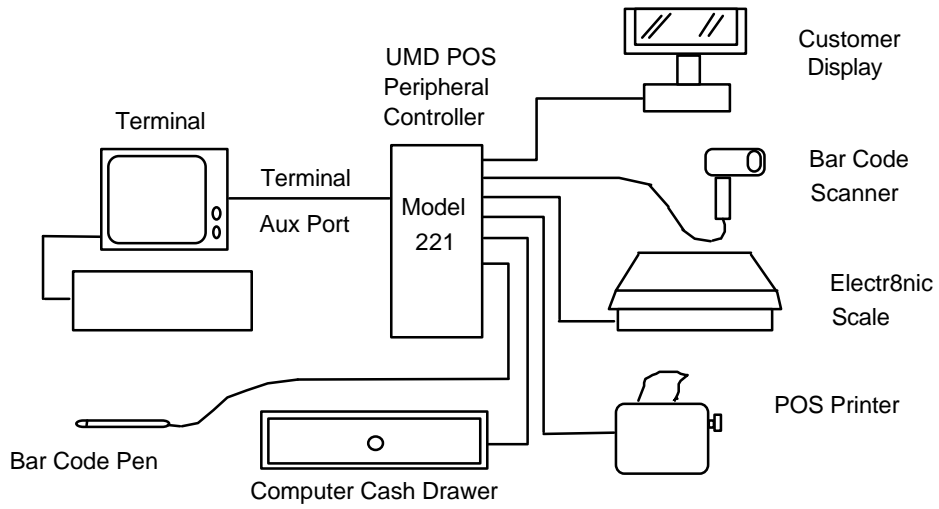 UMD POS
Peripheral
Controller
Customer
Display
Terminal
Terminal
Aux Port
Model
221
Bar Code
Scanner
Electr8nic
Scale
POS Printer
Bar Code Pen
Computer Cash Drawer